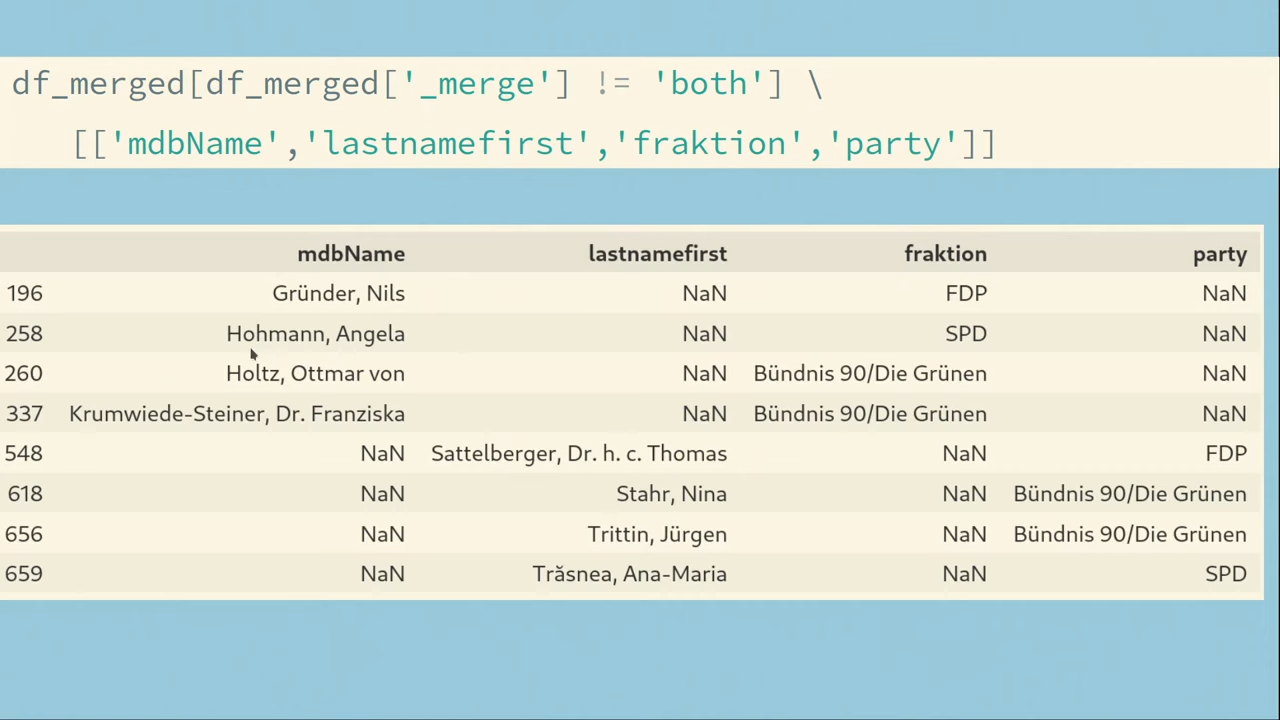 df_merged[df_merged['_merge'] != 'both'] \
[['mdbName','lastnamefirst','fraktion','party']]
mdbName lastnamefirst fraktion party
196 Gründer, Nils NaN FDP NaN
258 Hohmann, Angela NaN SPD NaN
260 Holtz, Ottmar von NaN Bündnis 90/Die Grünen NaN
337 Krumwiede-Steiner, Dr. Franziska NaN Bündnis 90/Die Grünen NaN
548 NaN Sattelberger, Dr. h. c. Thomas NaN FDP
618 NaN Stahr, Nina NaN Bündnis 90/Die Grünen
656 NaN Trittin, Jürgen NaN Bündnis 90/Die Grünen
659 NaN Trăsnea, Ana-Maria NaN SPD